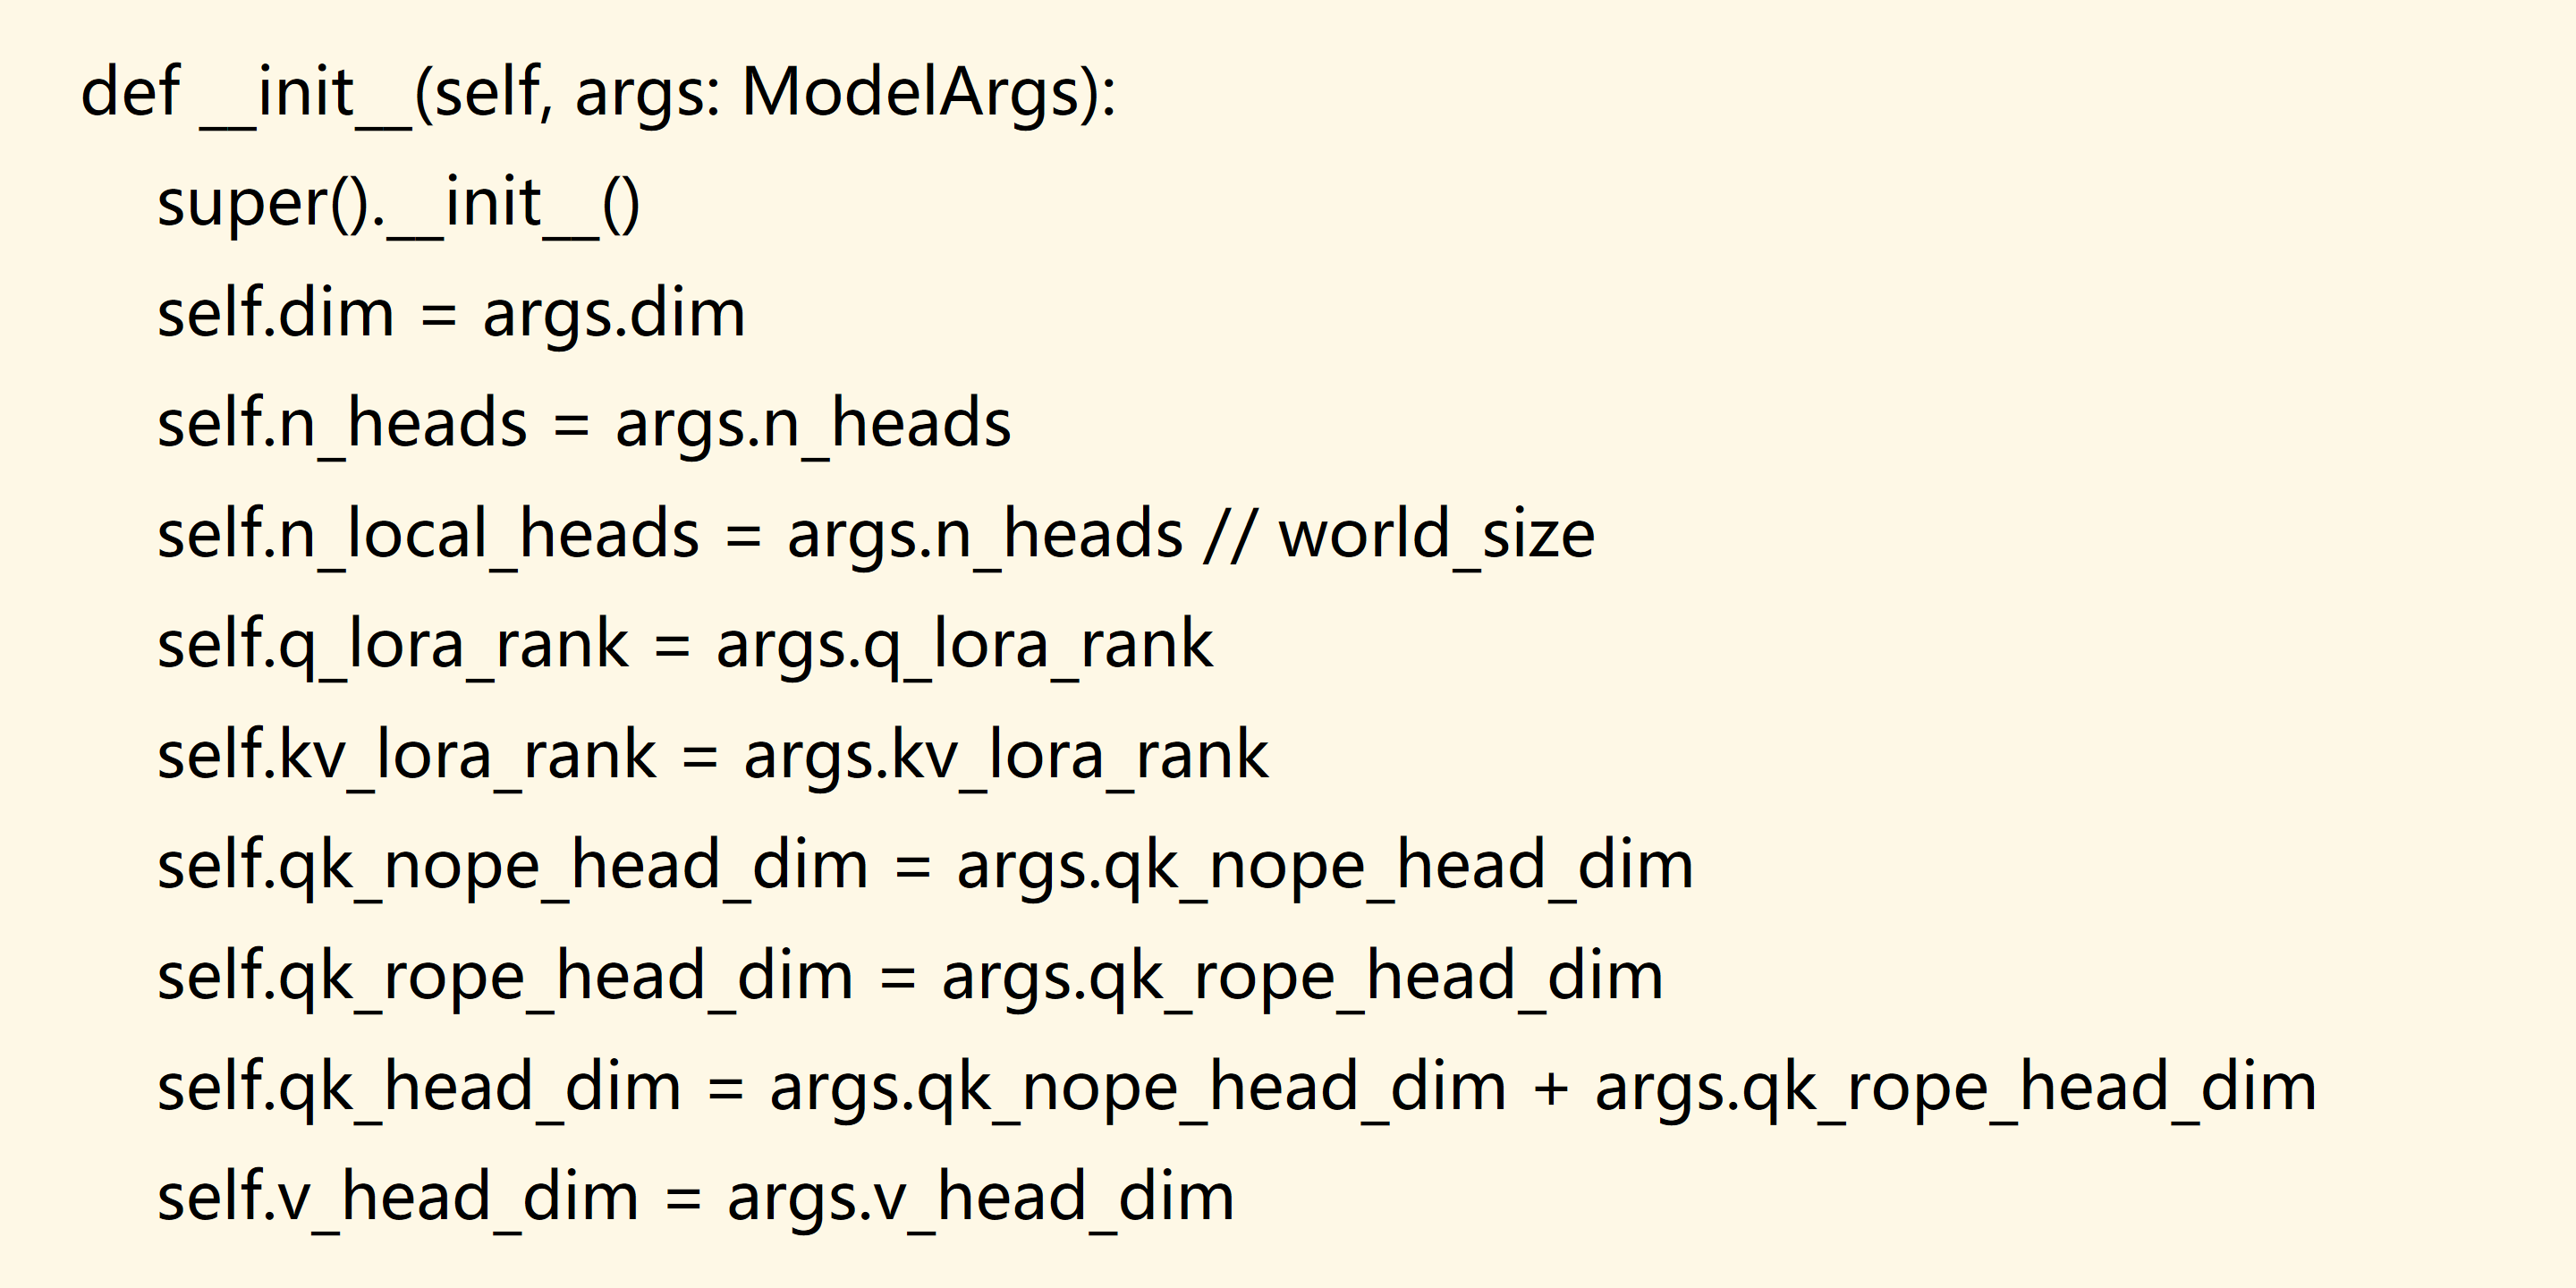 def __init__(self, args: ModelArgs):
super().__init__()
self.dim = args.dim
self.n_heads = args.n_heads
self.n_local_heads = args.n_heads // world_size
self.q_lora_rank = args.q_lora_rank
self.kv_lora_rank = args.kv_lora_rank
self.qk_nope_head_dim = args.qk_nope_head_dim
self.qk_rope_head_dim = args.qk_rope_head_dim
self.qk_head_dim = args.qk_nope_head_dim + args.qk_rope_head_dim
self.v_head_dim = args.v_head_dim